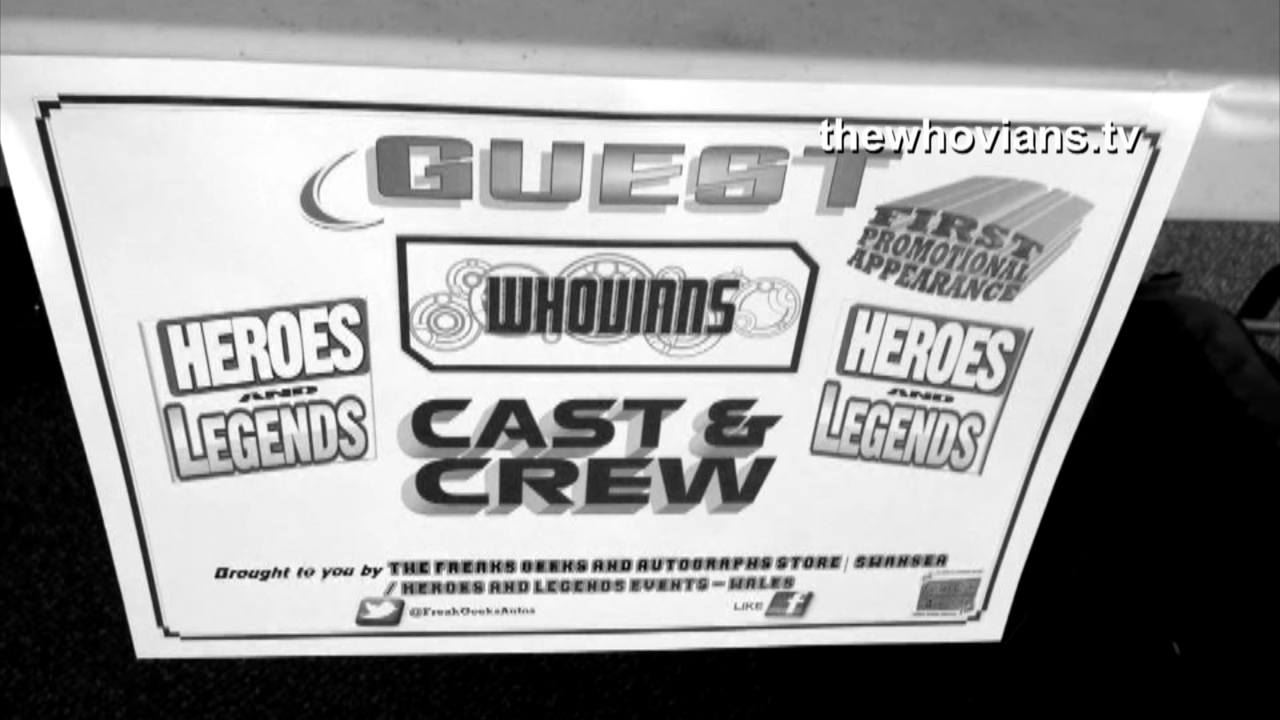 thewhovians.tv
GUEST
FIRST
PROMOTIONAL
APPEARANCE
WHOVIANS
HEROES
AND
LEGENDS
HEROES
AND
LEGENDS
CAST &
CREW
Brought to you by THE FREAKS GEEKS AND AUTOGRAPHS STORE | SWANSEA
/ HEROES AND LEGENDS EVENTS - WALES
@FreakGeeksAutos
LIKE f